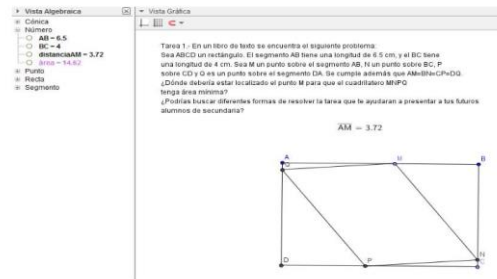 Vista Algebraica
Cónica
Número
AB = 6.5
BC = 4
distanciaAM = 3.72
área = 14.62
Punto
Recta
Segmento
Vista Gráfica
Tarea 1.- En un libro de texto se encuentra el siguiente problema:
Sea ABCD un rectángulo. El segmento AB tiene una longitud de 6.5 cm, y el BC tiene
una longitud de 4 cm. Sea M un punto sobre el segmento AB, N un punto sobre BC, P
sobre CD y Q es un punto sobre el segmento DA. Se cumple además que AM=BN=CP=DQ.
¿Dónde debería estar localizado el punto M para que el cuadrilatero MNPQ
tenga área mínima?
¿Podrías buscar diferentes formas de resolver la tarea que te ayudaran a presentar a tus futuros
alumnos de secundaria?
AM = 3.72
A
M
B
Q
N
C
D
P